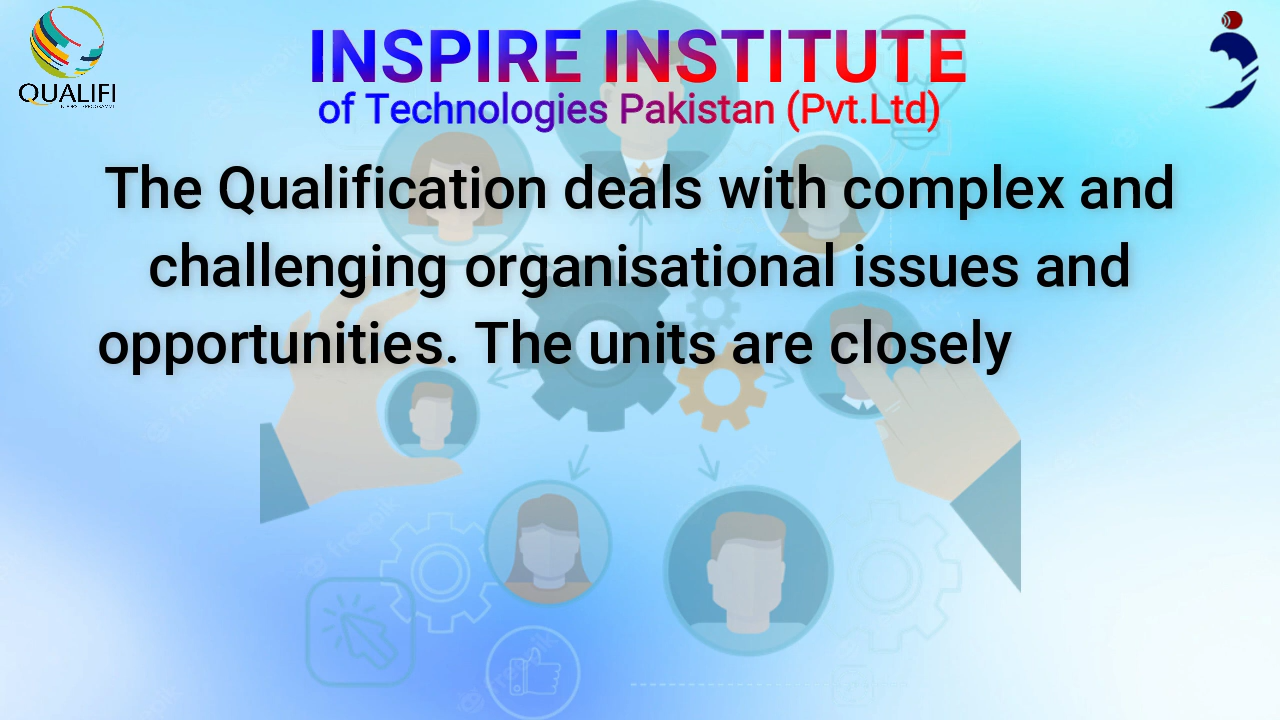 QUALIFI
INSPIRE INSTITUTE
of Technologies Pakistan (Pvt.Ltd)
The Qualification deals with complex and
challenging organisational issues and
opportunities. The units are closely
freepik